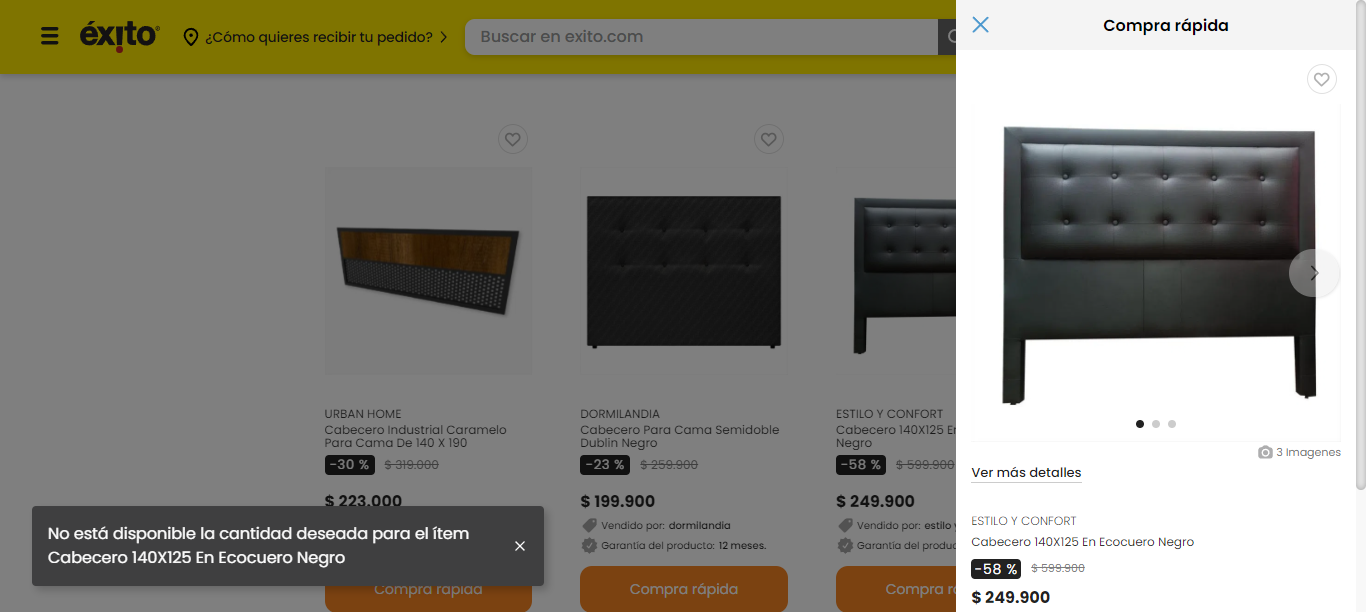 éxito
¿Cómo quieres recibir tu pedido?
Buscar en exito.com
Compra rápida
3 Imagenes
Ver más detalles
ESTILO Y CONFORT
Cabecero 140X125 En Ecocuero Negro
-58 %
$ 599.900
$ 249.900
URBAN HOME
Cabecero Industrial Caramelo
Para Cama De 140 X 190
-30 %
$ 319.000
$ 223.000
Compra rápida
DORMILANDIA
Cabecero Para Cama Semidoble
Dublin Negro
-23 %
$ 259.900
$ 199.900
Vendido por: dormilandia
Garantía del producto: 12 meses.
Compra rápida
ESTILO Y CONFORT
Cabecero 140X125
Negro
-58 %
$ 599.900
$ 249.900
Vendido por: estilo
Garantía del
Compra
No está disponible la cantidad deseada para el ítem
Cabecero 140X125 En Ecocuero Negro